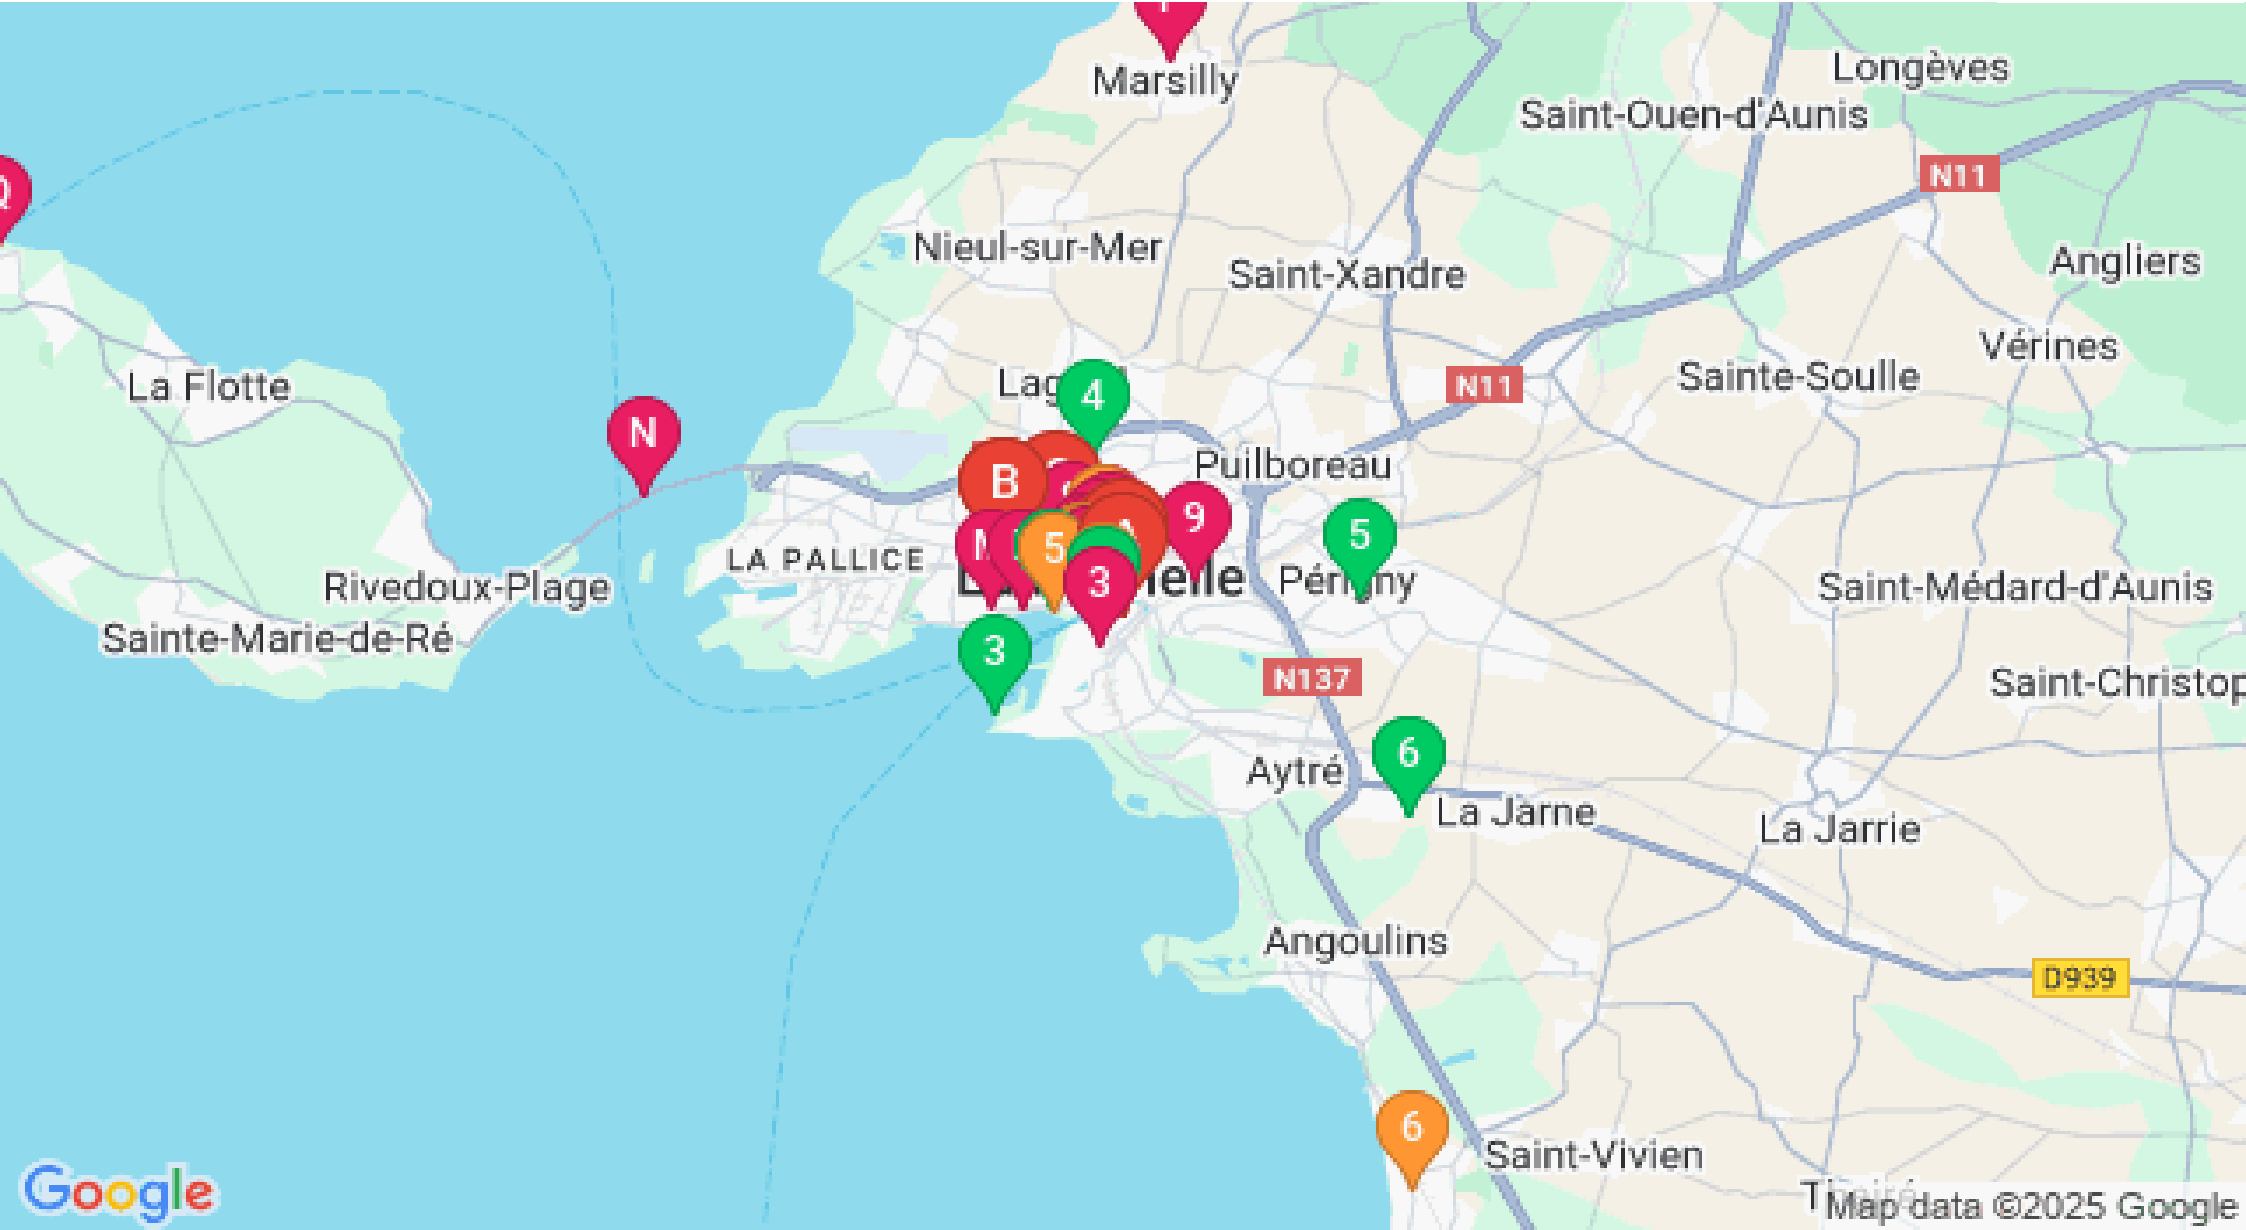 Marsilly
Longèves
Saint-Ouen-d'Aunis
N11
Nieul-sur-Mer
Saint-Xandre
Angliers
Vérines
La Flotte
4
N11
Sainte-Soulle
N
B
Puilboreau
9
5
LA PALLICE
5
3
Périgny
Rivedoux-Plage
Saint-Médard-d'Aunis
Sainte-Marie-de-Ré
3
N137
6
Aytré
La Jarne
La Jarrie
Angoulins
D939
6
Saint-Vivien
Google
Map data ©2025 Google